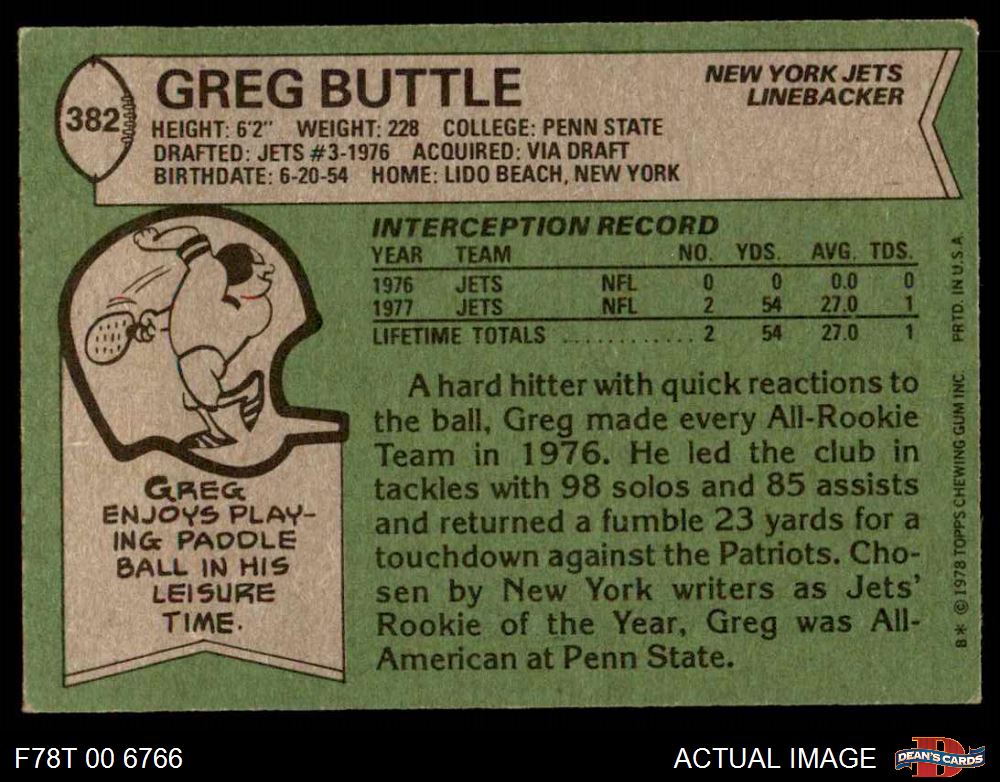 382
GREG BUTTLE
NEW YORK JETS
LINEBACKER
HEIGHT: 6'2" WEIGHT: 228 COLLEGE: PENN STATE
DRAFTED: JETS #3-1976 ACQUIRED: VIA DRAFT
BIRTHDATE: 6-20-54 HOME: LIDO BEACH, NEW YORK
INTERCEPTION RECORD
YEAR TEAM NO. YDS. AVG. TDS.
1976 JETS NFL 0 0 0.0 0
1977 JETS NFL 2 54 27.0 1
LIFETIME TOTALS ............ 2 54 27.0 1
A hard hitter with quick reactions to
the ball, Greg made every All-Rookie
Team in 1976. He led the club in
tackles with 98 solos and 85 assists
and returned a fumble 23 yards for a
touchdown against the Patriots. Cho-
sen by New York writers as Jets'
Rookie of the Year, Greg was All-
American at Penn State.
GREG
ENJOYS PLAY-
ING PADDLE
BALL IN HIS
LEISURE
TIME.
B* © 1978 TOPPS CHEWING GUM INC. PRTD. IN U.S.A.
F78T 00 6766
ACTUAL IMAGE
D
DEAN'S CARDS